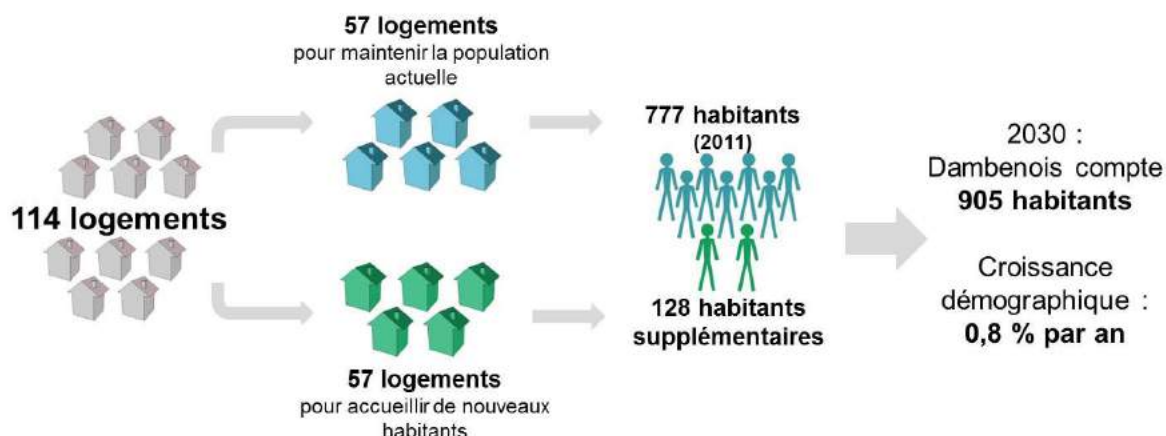 114 logements
57 logements
pour maintenir la population
actuelle
57 logements
pour accueillir de nouveaux
habitants
777 habitants
(2011)
128 habitants
supplémentaires
2030 :
Dambenois compte
905 habitants
Croissance
démographique :
0,8 % par an